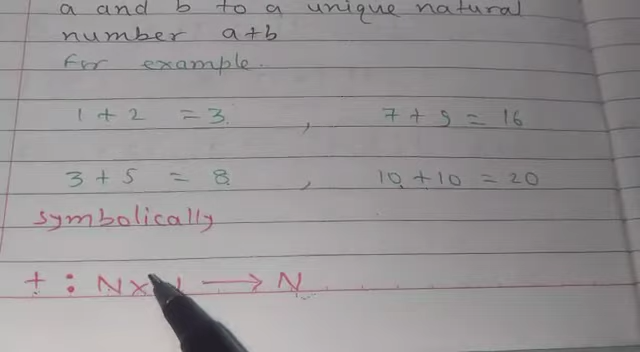 a and b to a unique natural
number a+b
For example.
1 + 2 = 3 , 7 + 9 = 16
3 + 5 = 8 , 10 + 10 = 20
symbolically
+ : N × N → N